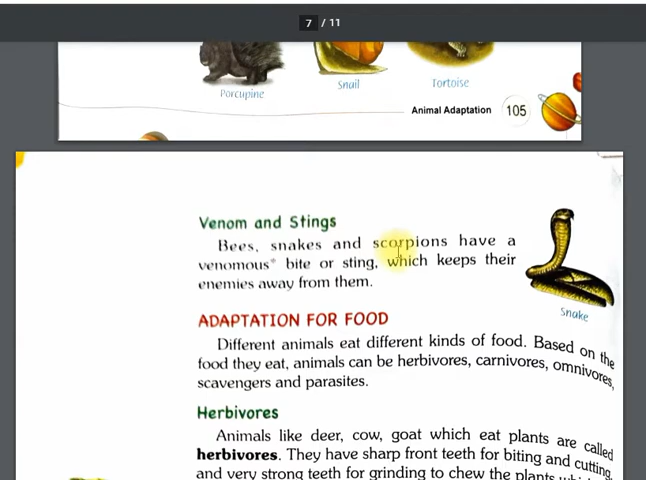 7 / 11
Porcupine
Snail
Tortoise
Animal Adaptation 105
Venom and Stings
Bees, snakes and scorpions have a
venomous* bite or sting, which keeps their
enemies away from them.
Snake
ADAPTATION FOR FOOD
Different animals eat different kinds of food. Based on the
food they eat, animals can be herbivores, carnivores, omnivores,
scavengers and parasites.
Herbivores
Animals like deer, cow, goat which eat plants are called
herbivores. They have sharp front teeth for biting and cutting,
and very strong teeth for grinding to chew the plants